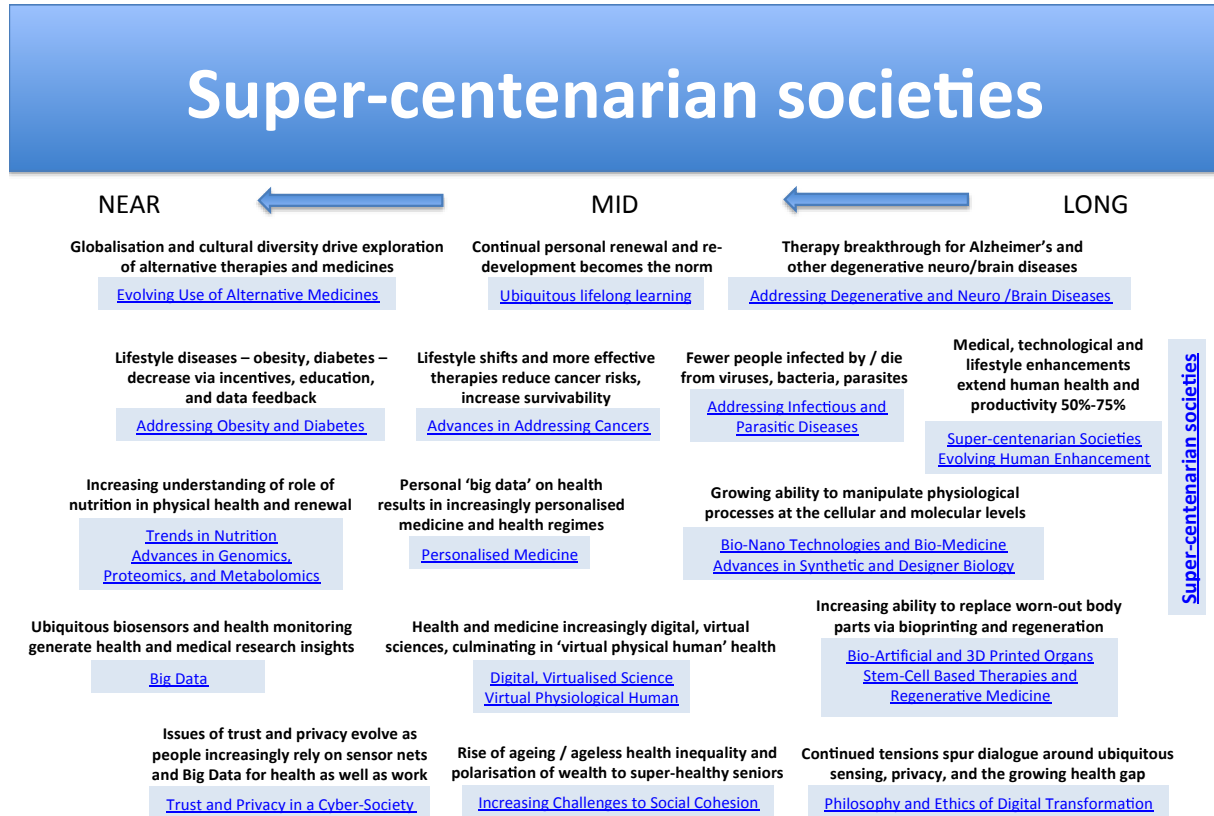 Super-centenarian societies
NEAR
MID
LONG
Globalisation and cultural diversity drive exploration
of alternative therapies and medicines
Evolving Use of Alternative Medicines
Continual personal renewal and re-
development becomes the norm
Ubiquitous lifelong learning
Therapy breakthrough for Alzheimer's and
other degenerative neuro/brain diseases
Addressing Degenerative and Neuro /Brain Diseases
Lifestyle diseases – obesity, diabetes –
decrease via incentives, education,
and data feedback
Addressing Obesity and Diabetes
Lifestyle shifts and more effective
therapies reduce cancer risks,
increase survivability
Advances in Addressing Cancers
Fewer people infected by / die
from viruses, bacteria, parasites
Addressing Infectious and
Parasitic Diseases
Medical, technological and
lifestyle enhancements
extend human health and
productivity 50%-75%
Super-centenarian Societies
Evolving Human Enhancement
Super-centenarian societies
Increasing understanding of role of
nutrition in physical health and renewal
Trends in Nutrition
Advances in Genomics,
Proteomics, and Metabolomics
Personal 'big data' on health
results in increasingly personalised
medicine and health regimes
Personalised Medicine
Growing ability to manipulate physiological
processes at the cellular and molecular levels
Bio-Nano Technologies and Bio-Medicine
Advances in Synthetic and Designer Biology
Ubiquitous biosensors and health monitoring
generate health and medical research insights
Big Data
Health and medicine increasingly digital, virtual
sciences, culminating in 'virtual physical human' health
Digital, Virtualised Science
Virtual Physiological Human
Increasing ability to replace worn-out body
parts via bioprinting and regeneration
Bio-Artificial and 3D Printed Organs
Stem-Cell Based Therapies and
Regenerative Medicine
Issues of trust and privacy evolve as
people increasingly rely on sensor nets
and Big Data for health as well as work
Trust and Privacy in a Cyber-Society
Rise of ageing / ageless health inequality and
polarisation of wealth to super-healthy seniors
Increasing Challenges to Social Cohesion
Continued tensions spur dialogue around ubiquitous
sensing, privacy, and the growing health gap
Philosophy and Ethics of Digital Transformation